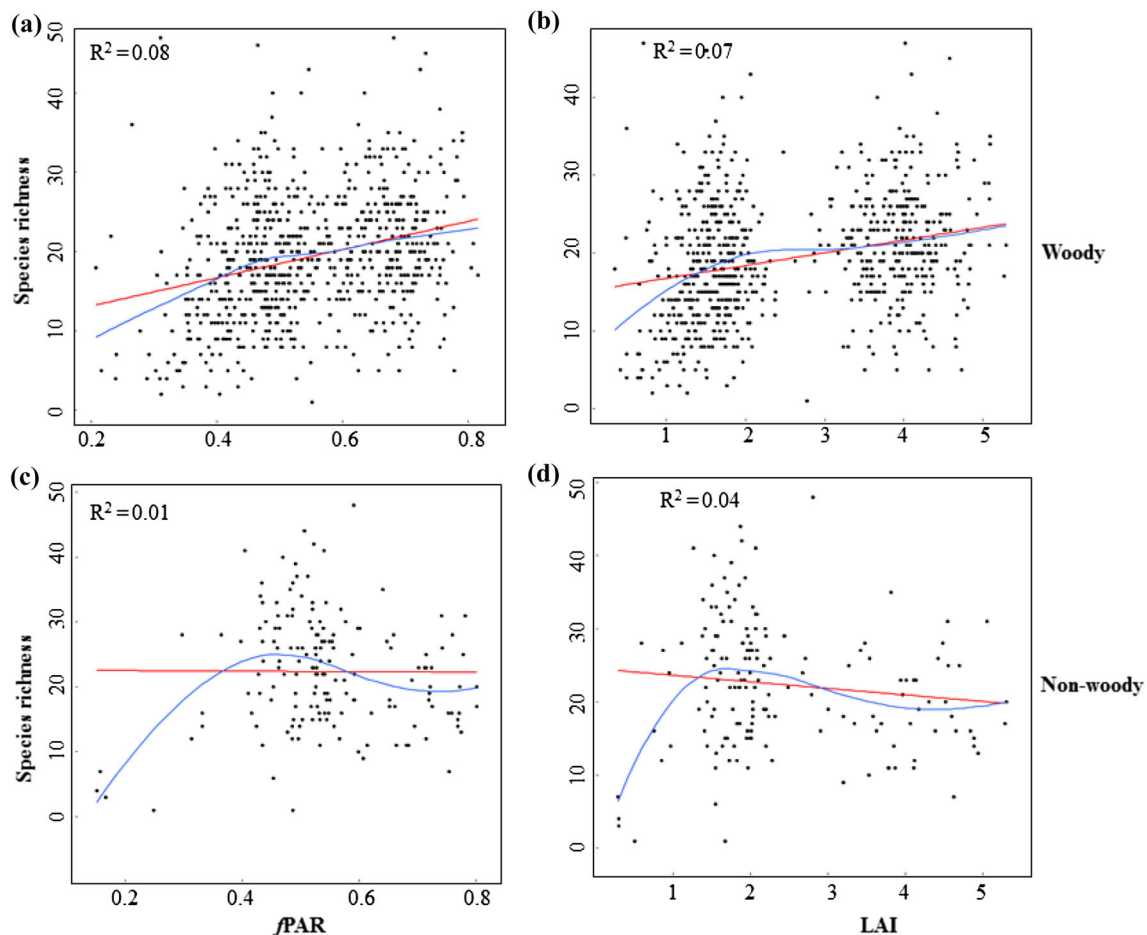 (a)
R² = 0.08
Species richness
0 10 20 30 40 50
0.2 0.4 0.6 0.8
(b)
R² = 0.07
0 10 20 30 40 50
1 2 3 4 5
Woody
(c)
R² = 0.01
Species richness
0 10 20 30 40 50
0.2 0.4 0.6 0.8
fPAR
(d)
R² = 0.04
0 10 20 30 40 50
1 2 3 4 5
LAI
Non-woody